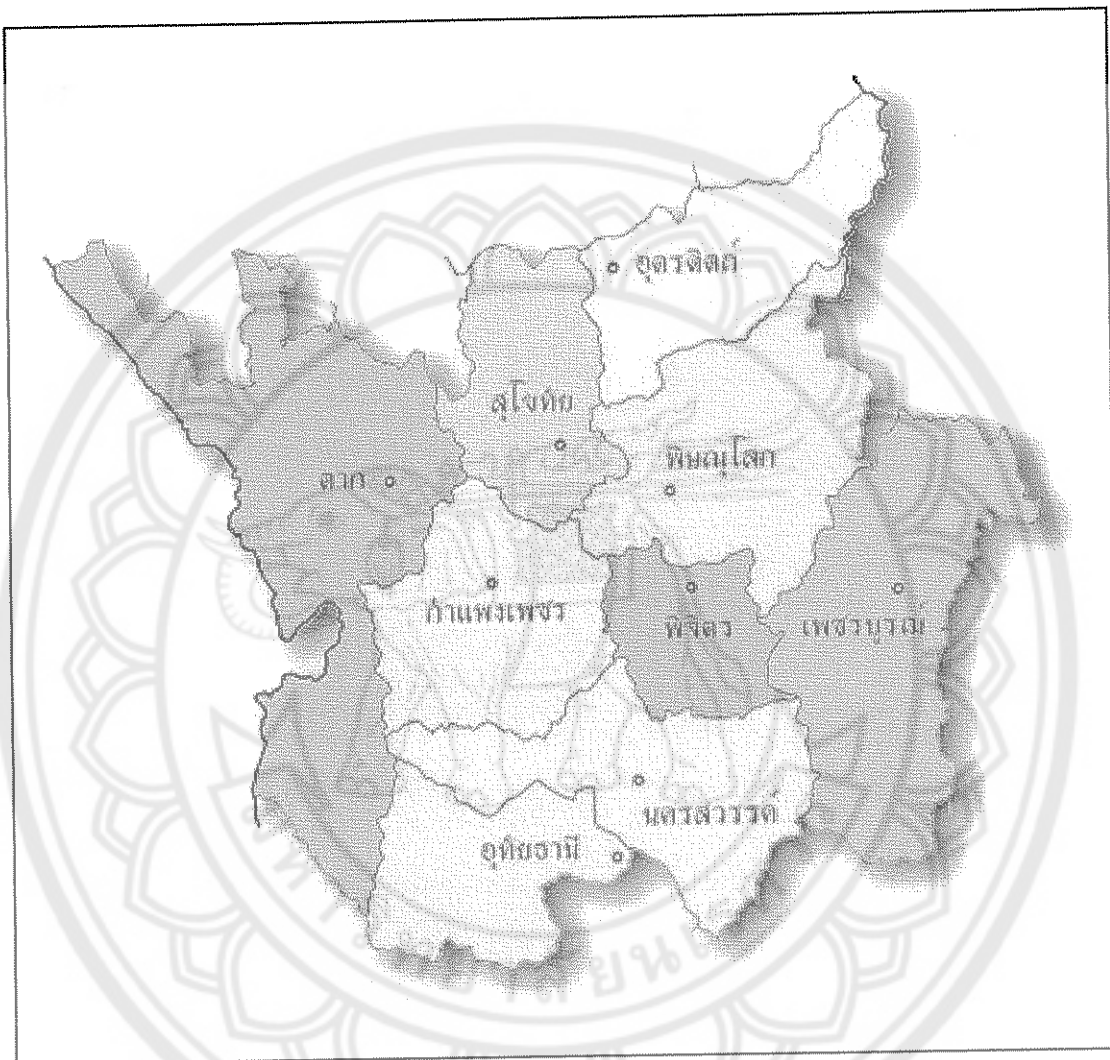 อุตรดิตถ์
สุโขทัย
พิษณุโลก
ตาก
กำแพงเพชร
พิจิตร
เพชรบูรณ์
นครสวรรค์
อุทัยธานี